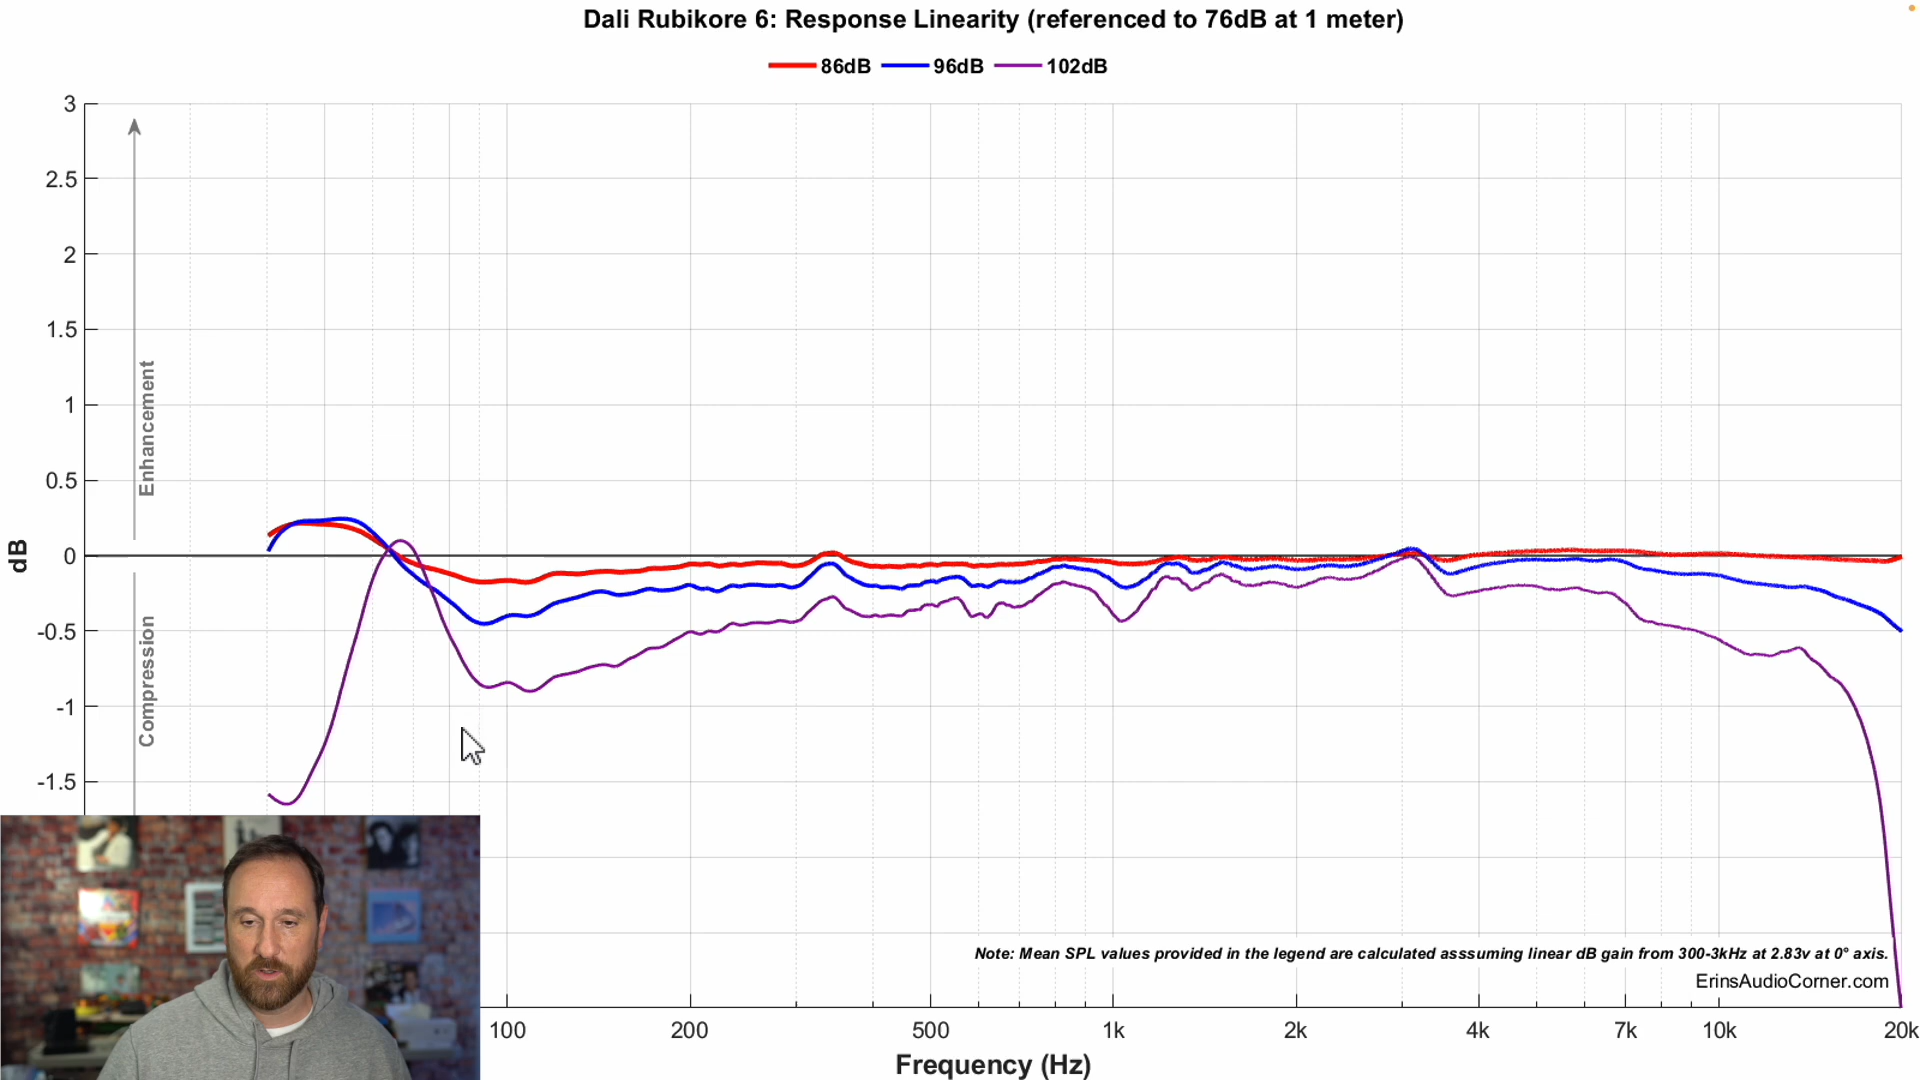 Dali Rubikore 6: Response Linearity (referenced to 76dB at 1 meter)
86dB 96dB 102dB
3
2.5
2
1.5
1
0.5
0
-0.5
-1
-1.5
dB
Enhancement
Compression
Note: Mean SPL values provided in the legend are calculated asssuming linear dB gain from 300-3kHz at 2.83v at 0° axis.
ErinsAudioCorner.com
100 200 500 1k 2k 4k 7k 10k 20k
Frequency (Hz)